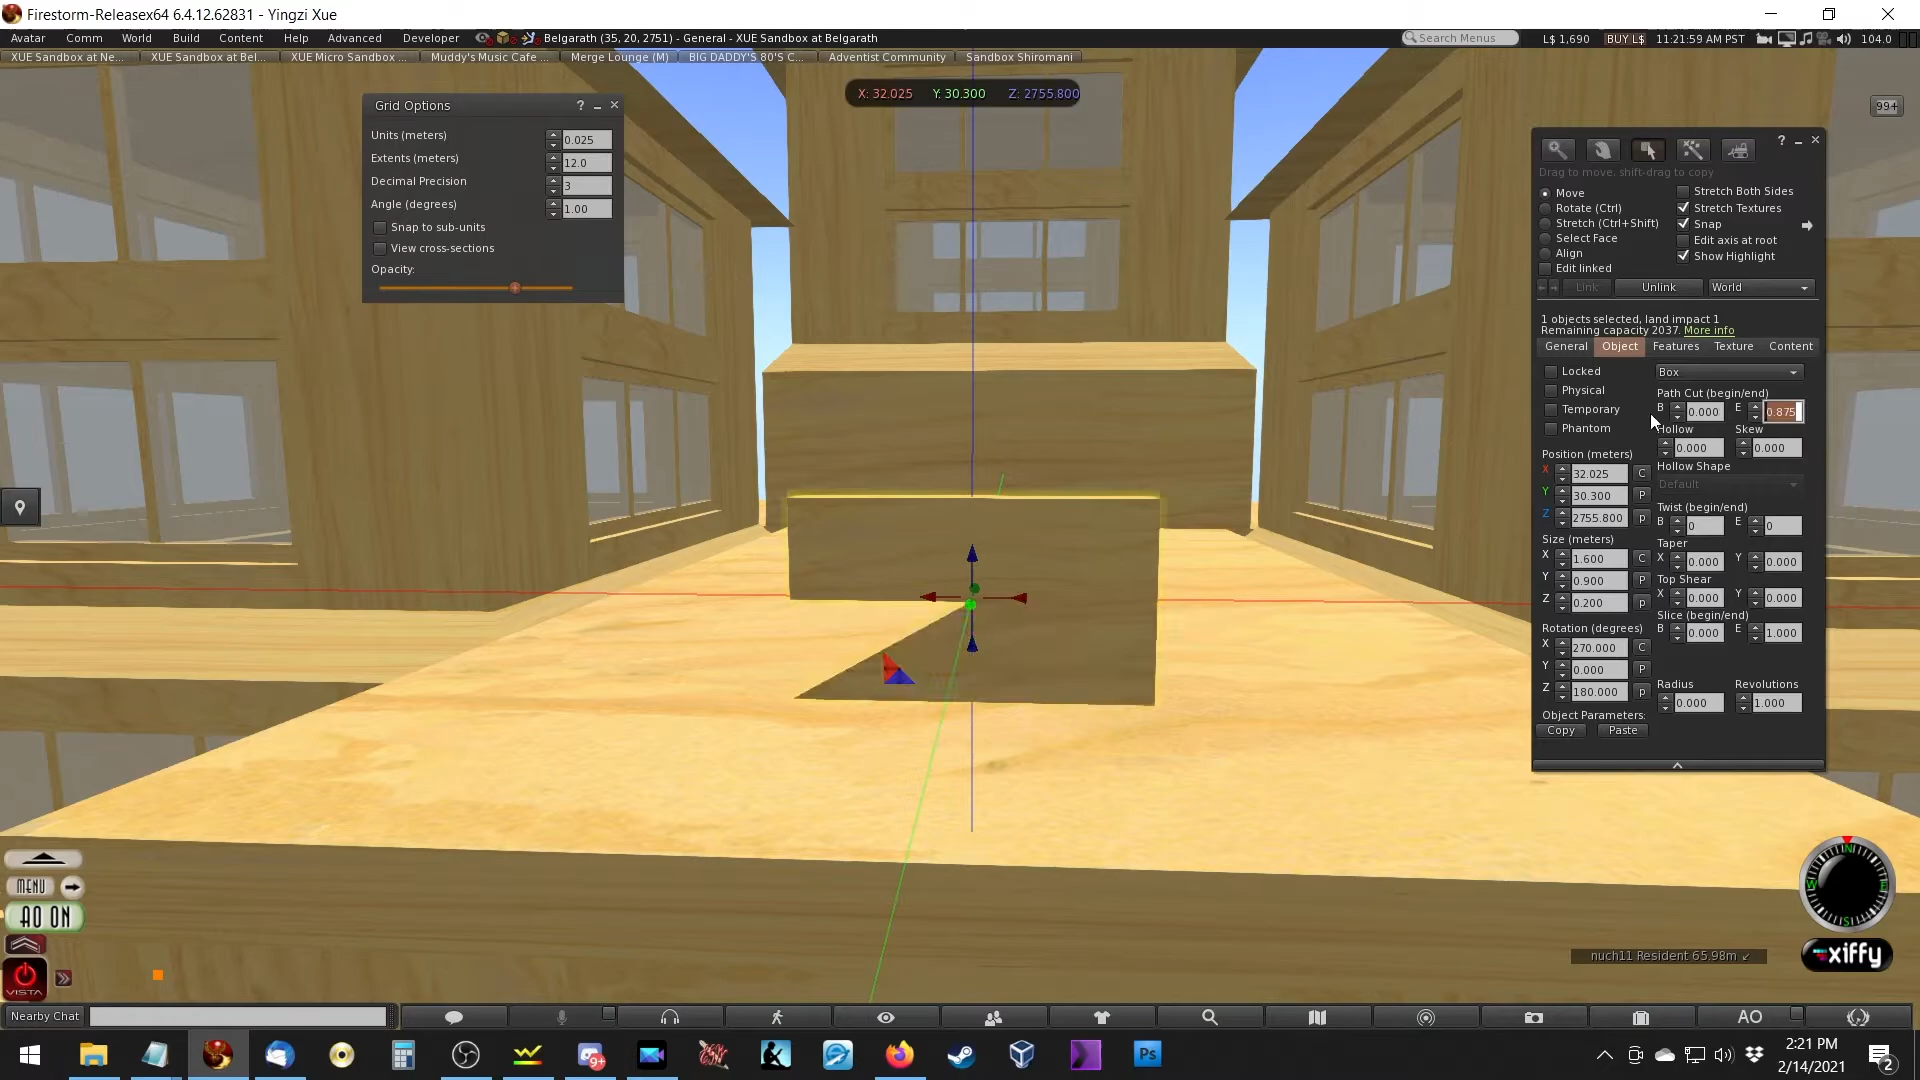 Firestorm-Releasex64 6.4.12.62831 - Yingzi Xue
Avatar Comm World Build Content Help Advanced Developer Belgarath (35, 20, 2751) - General - XUE Sandbox at Belgarath Search Menus L$ 1,690 BUY L$ 11:21:59 AM PST 104.0
XUE Sandbox at Ne... XUE Sandbox at Bel... XUE Micro Sandbox ... Muddy's Music Cafe ... Merge Lounge (M) BIG DADDY'S 80'S C... Adventist Community Sandbox Shiromani
X: 32.025 Y: 30.300 Z: 2755.800
99+
Grid Options ?
Units (meters) 0.025
Extents (meters) 12.0
Decimal Precision 3
Angle (degrees) 1.00
Snap to sub-units
View cross-sections
Opacity:
?
Drag to move, shift-drag to copy
Move Stretch Both Sides
Rotate (Ctrl) Stretch Textures
Stretch (Ctrl+Shift) Snap
Select Face Edit axis at root
Align Show Highlight
Edit linked
Link Unlink World
1 objects selected, land impact 1
Remaining capacity 2037. More info
General Object Features Texture Content
Locked Box
Physical Path Cut (begin/end)
Temporary B 0.000 E 0.875
Phantom Hollow Skew
0.000 0.000
Position (meters) Hollow Shape
X 32.025 C
Default
Y 30.300 P
Z 2755.800 p
Twist (begin/end)
B 0 E 0
Size (meters) Taper
X 1.600 C X 0.000 Y 0.000
Y 0.900 P Top Shear
Z 0.200 p X 0.000 Y 0.000
Slice (begin/end)
Rotation (degrees) B 0.000 E 1.000
X 270.000 C
Y 0.000 P
Z 180.000 p
Radius Revolutions
0.000 1.000
Object Parameters:
Copy Paste
N
W E
S
MENU
AO ON
VISTA
nuch11 Resident 65.98m
xiffy
Nearby Chat AO
9+
Ps
2:21 PM
2/14/2021
2